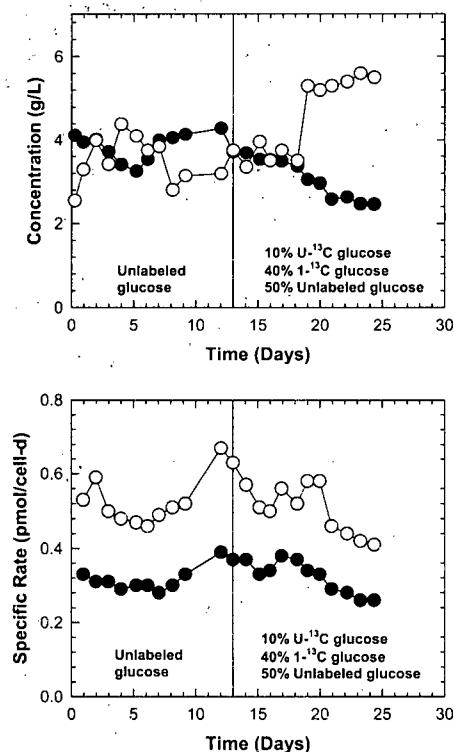 Concentration (g/L)
6
4
2
0
Unlabeled
glucose
10% U-¹³C glucose
40% 1-¹³C glucose
50% Unlabeled glucose
0 5 10 15 20 25 30
Time (Days)
Specific Rate (pmol/cell-d)
0.8
0.6
0.4
0.2
0.0
Unlabeled
glucose
10% U-¹³C glucose
40% 1-¹³C glucose
50% Unlabeled glucose
0 5 10 15 20 25 30
Time (Days)